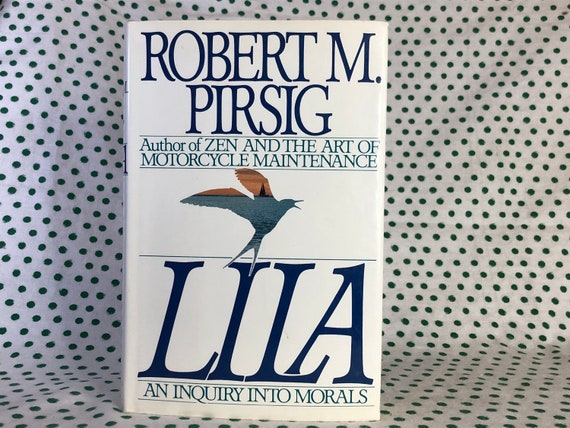 ROBERT M.
PIRSIG
Author of ZEN AND THE ART OF
MOTORCYCLE MAINTENANCE
LILA
AN INQUIRY INTO MORALS